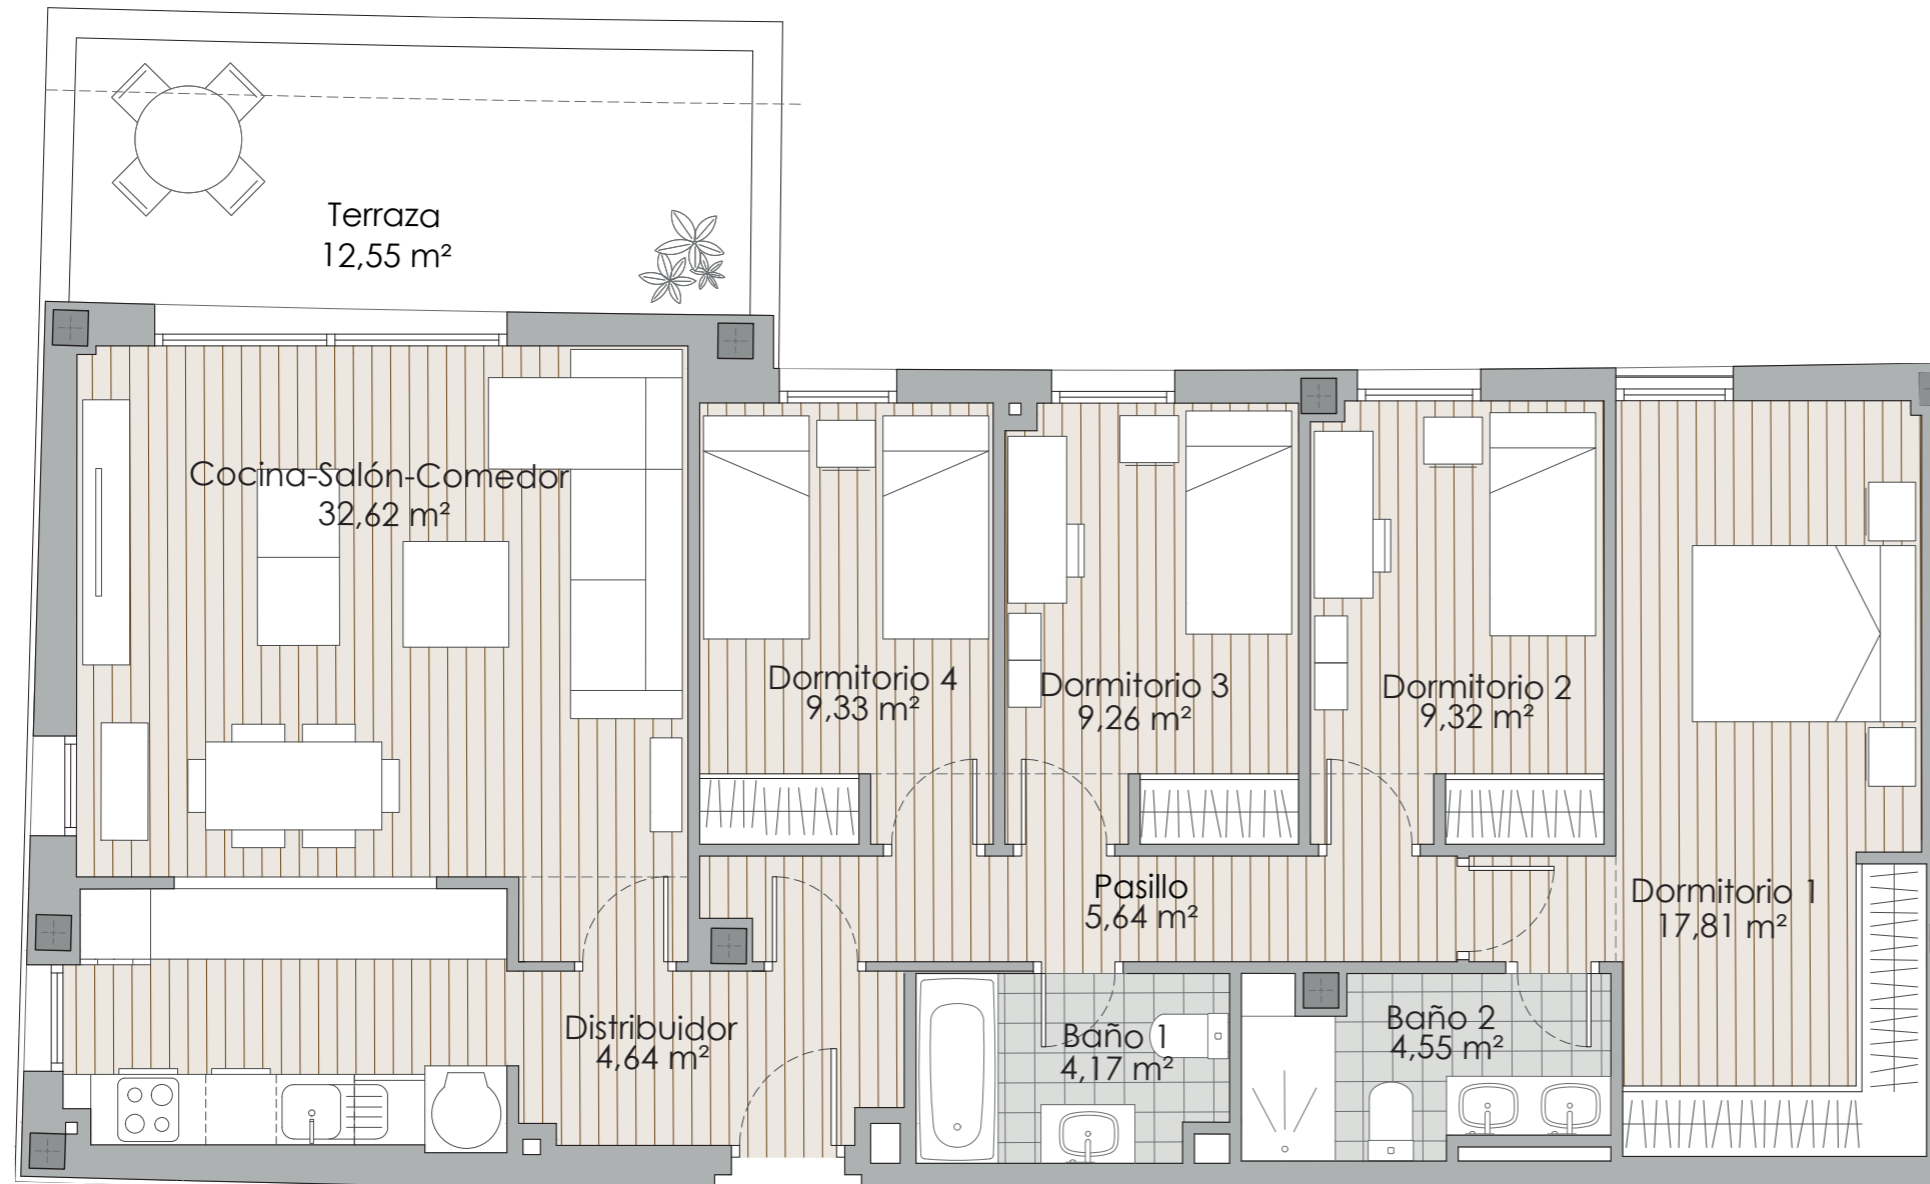 Terraza
12,55 m²
Cocina-Salón-Comedor
32,62 m²
Dormitorio 4
9,33 m²
Dormitorio 3
9,26 m²
Dormitorio 2
9,32 m²
Pasillo
5,64 m²
Dormitorio 1
17,81 m²
Distribuidor
4,64 m²
Baño 1
4,17 m²
Baño 2
4,55 m²